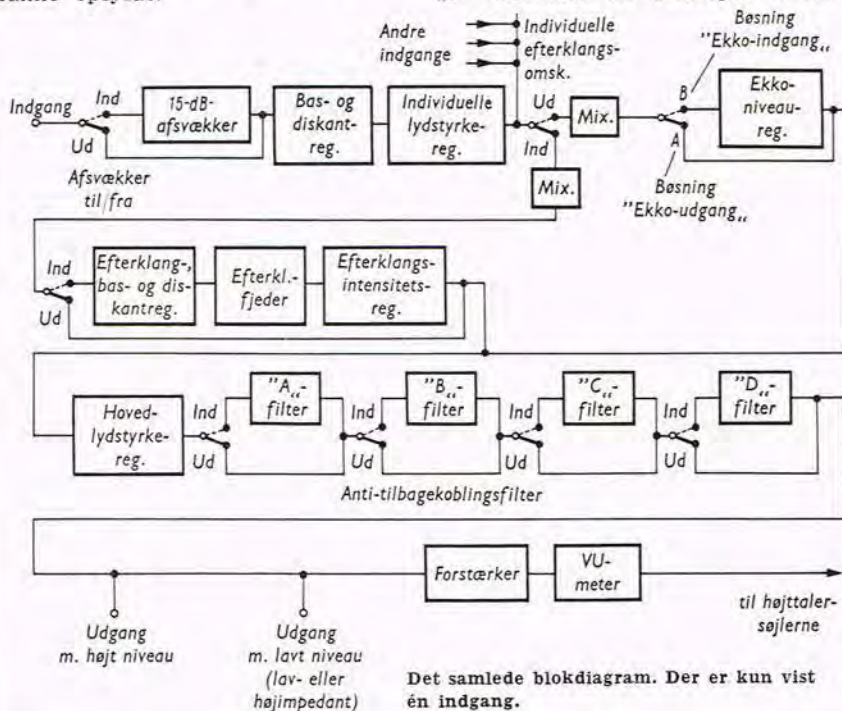 Andre
indgange
Individuelle
efterklangs-
omsk.
Bøsning
"Ekko-indgang„
Indgang
Ind
Ud
15-dB-
afsvækker
Bas- og
diskant-
reg.
Individuelle
lydstyrke-
reg.
Ud
Ind
Mix.
Mix.
B
A
Ekko-
niveau-
reg.
Afsvækker
til/fra
Bøsning
"Ekko-udgang„
Ind
Ud
Efterklang-,
bas- og dis-
kantreg.
Efterkl.-
fjeder
Efterklangs-
intensitets-
reg.
Hoved-
lydstyrke-
reg.
Ind
Ud
"A„-
filter
Ind
Ud
"B„-
filter
Ind
Ud
"C„-
filter
Ind
Ud
"D„-
filter
Anti-tilbagekoblingsfilter
Forstærker
VU-
meter
til højttaler-
søjlerne
Udgang
m. højt niveau
Udgang
m. lavt niveau
(lav- eller
højimpedant)
Det samlede blokdiagram. Der er kun vist
én indgang.